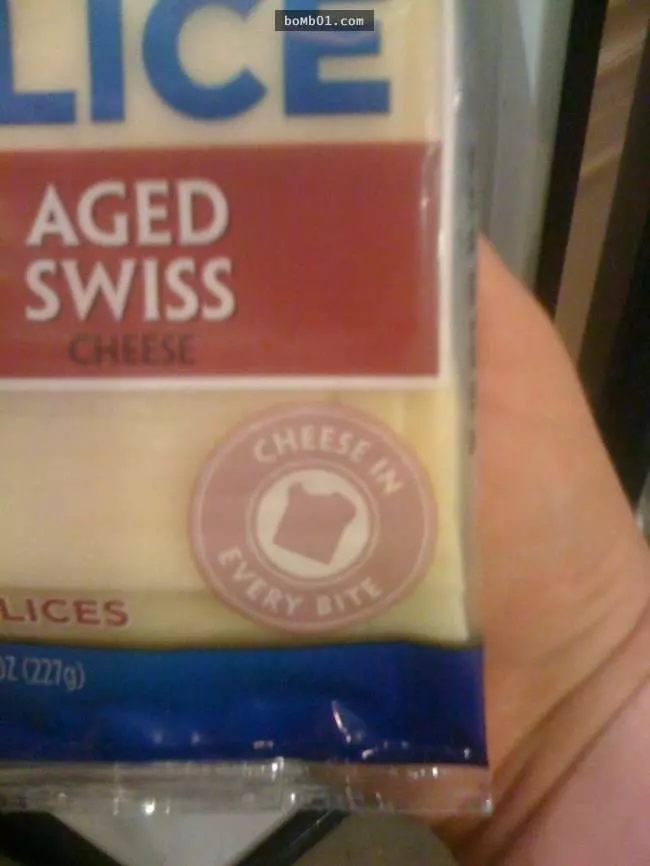 boMb01.com
LICE
AGED
SWISS
CHEESE
CHEESE IN
EVERY BITE
LICES
OZ (227g)